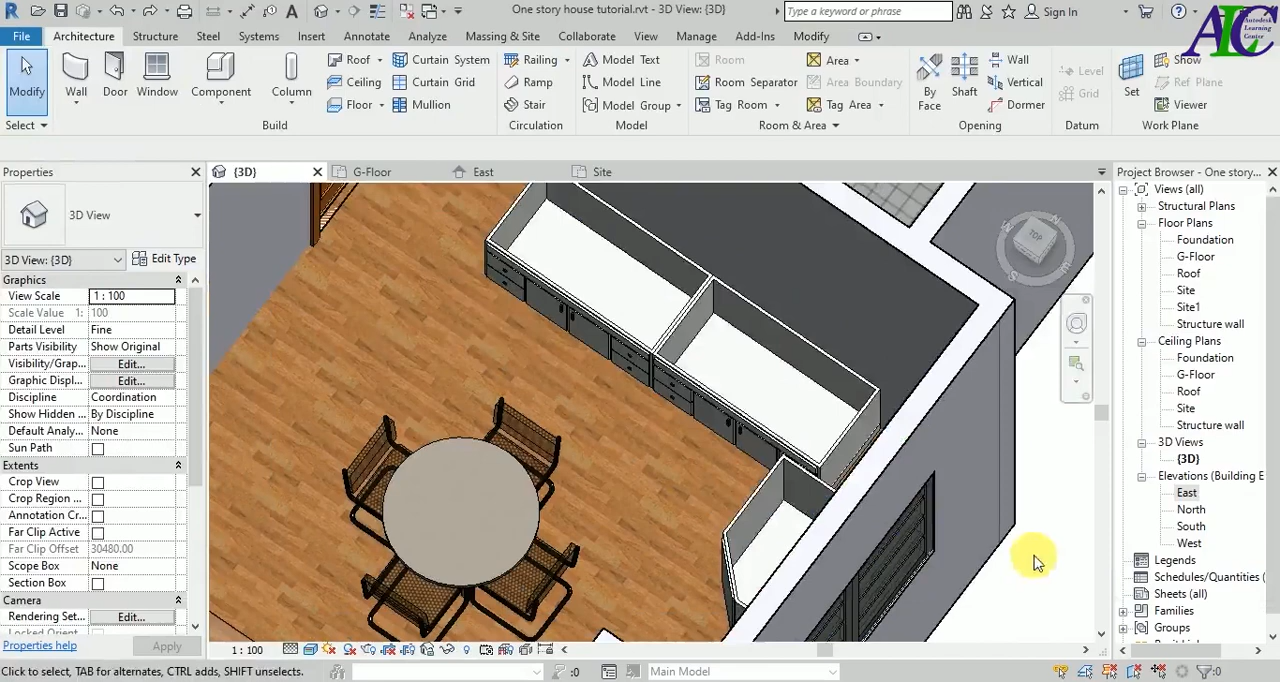 One story house tutorial.rvt - 3D View: {3D}
Type a keyword or phrase
Sign In
ALC
Autodesk
Learning
Center
File
Architecture
Structure
Steel
Systems
Insert
Annotate
Analyze
Massing & Site
Collaborate
View
Manage
Add-Ins
Modify
Modify
Wall
Door
Window
Component
Column
Roof
Ceiling
Floor
Curtain System
Curtain Grid
Mullion
Railing
Ramp
Stair
Model Text
Model Line
Model Group
Room
Room Separator
Tag Room
Area
Area Boundary
Tag Area
By
Face
Shaft
Wall
Vertical
Dormer
Level
Grid
Set
Show
Ref Plane
Viewer
Select
Build
Circulation
Model
Room & Area
Opening
Datum
Work Plane
Properties
{3D}
G-Floor
East
Site
Project Browser - One story...
3D View
3D View: {3D}
Edit Type
Graphics
View Scale 1 : 100
Scale Value 1: 100
Detail Level Fine
Parts Visibility Show Original
Visibility/Grap... Edit...
Graphic Displ... Edit...
Discipline Coordination
Show Hidden ... By Discipline
Default Analy... None
Sun Path
Extents
Crop View
Crop Region ...
Annotation Cr...
Far Clip Active
Far Clip Offset 30480.00
Scope Box None
Section Box
Camera
Rendering Set... Edit...
Locked Orient...
Properties help
Apply
TOP
N
W
S
E
Views (all)
Structural Plans
Floor Plans
Foundation
G-Floor
Roof
Site
Site1
Structure wall
Ceiling Plans
Foundation
G-Floor
Roof
Site
Structure wall
3D Views
{3D}
Elevations (Building E
East
North
South
West
Legends
Schedules/Quantities (
Sheets (all)
Families
Groups
1 : 100
Click to select, TAB for alternates, CTRL adds, SHIFT unselects.
:0
Main Model
:0